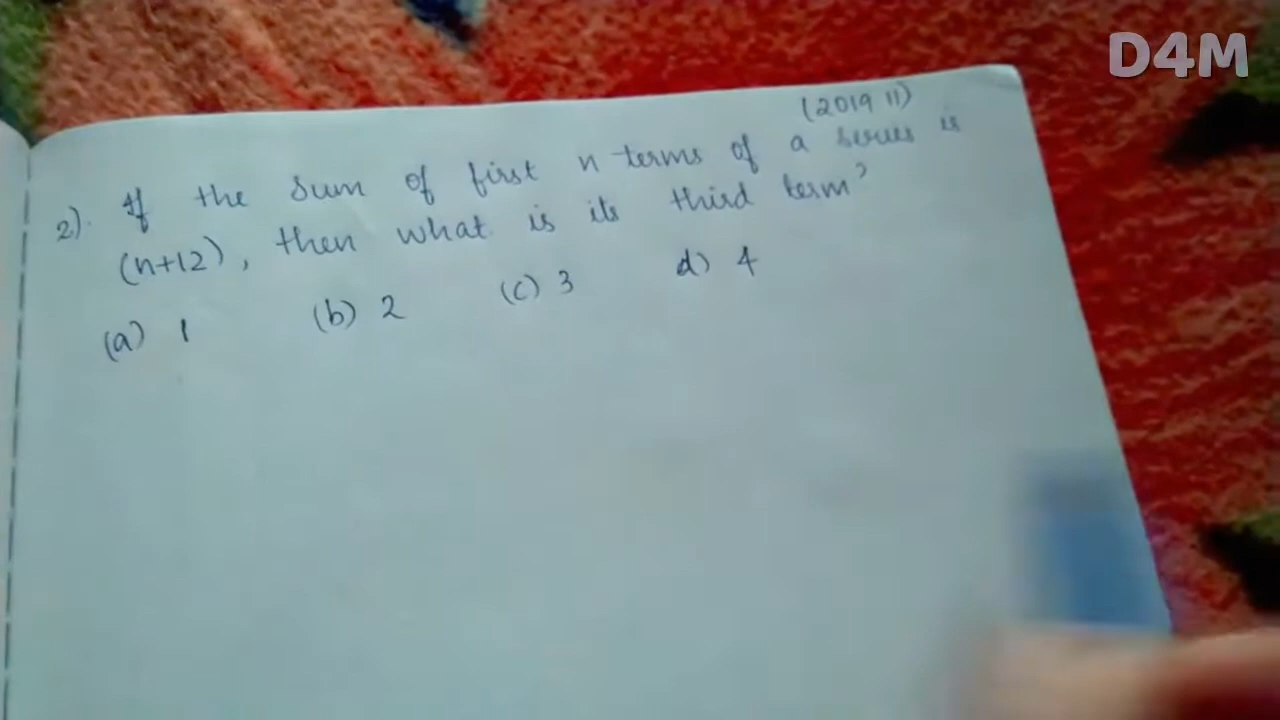 D4M
(2019 11)
2). If the sum of first n terms of a series is
(n+12), then what is its third term?
(a) 1 (b) 2 (c) 3 d) 4